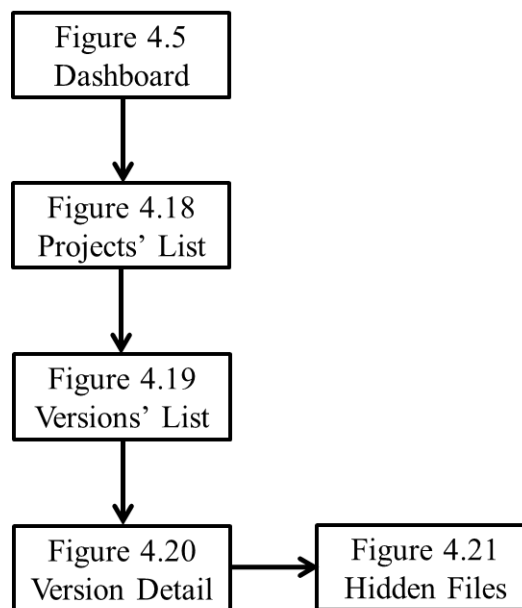 Figure 4.5
Dashboard
Figure 4.18
Projects’ List
Figure 4.19
Versions’ List
Figure 4.20
Version Detail
Figure 4.21
Hidden Files